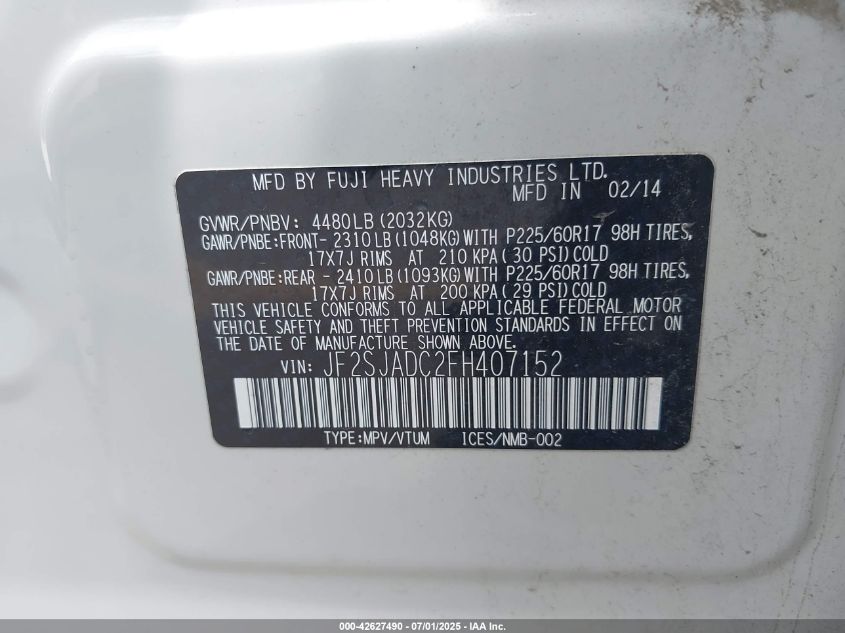 MFD BY FUJI HEAVY INDUSTRIES LTD.
MFD IN 02/14
GVWR/PNBV: 4480LB (2032KG)
GAWR/PNBE:FRONT- 2310LB (1048KG) WITH P225/60R17 98H TIRES,
17X7J RIMS AT 210 KPA (30 PSI) COLD
GAWR/PNBE:REAR - 2410LB (1093KG) WITH P225/60R17 98H TIRES,
17X7J RIMS AT 200 KPA (29 PSI) COLD
THIS VEHICLE CONFORMS TO ALL APPLICABLE FEDERAL MOTOR
VEHICLE SAFETY AND THEFT PREVENTION STANDARDS IN EFFECT ON
THE DATE OF MANUFACTURE SHOWN ABOVE.
VIN: JF2SJADC2FH407152
TYPE:MPV/VTUM ICES/NMB-002
000-42627490 - 07/01/2025 - IAA Inc.